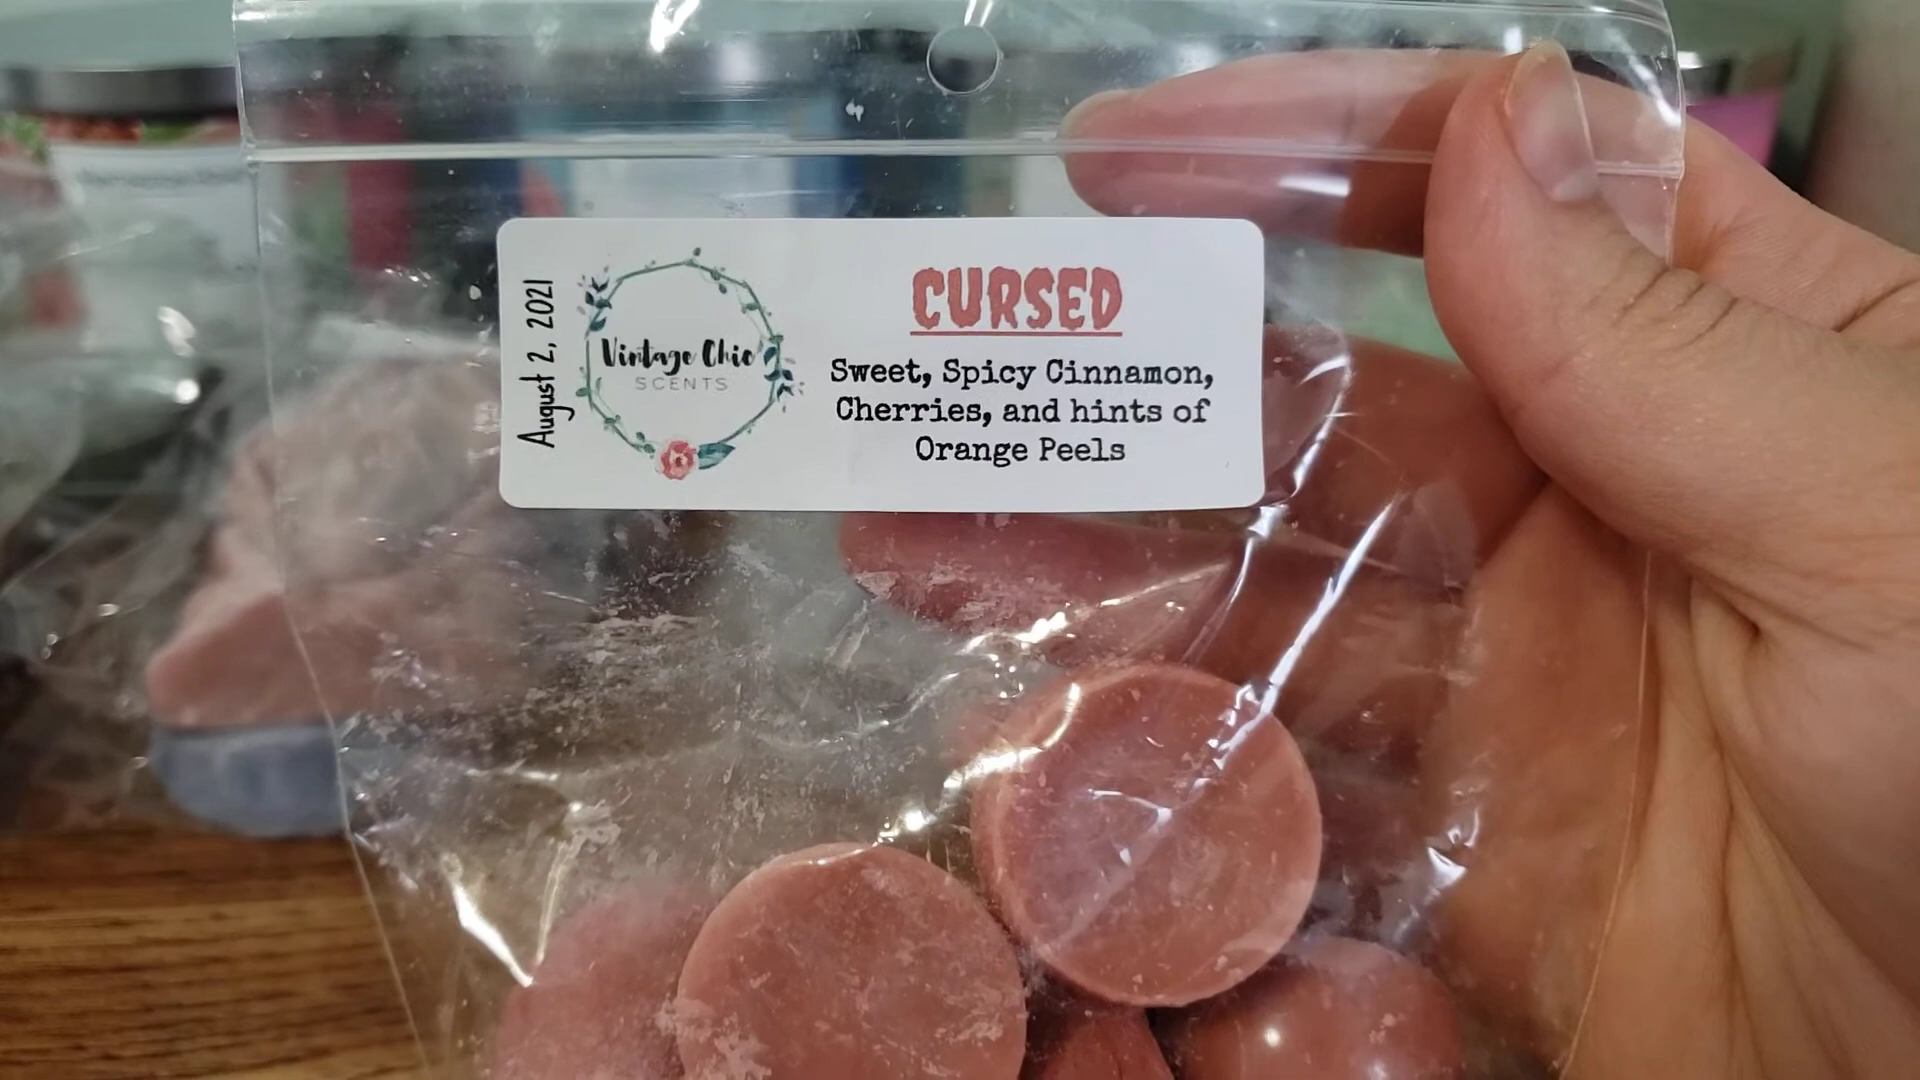 August 2, 2021
Vintage Chic
SCENTS
CURSED
Sweet, Spicy Cinnamon,
Cherries, and hints of
Orange Peels